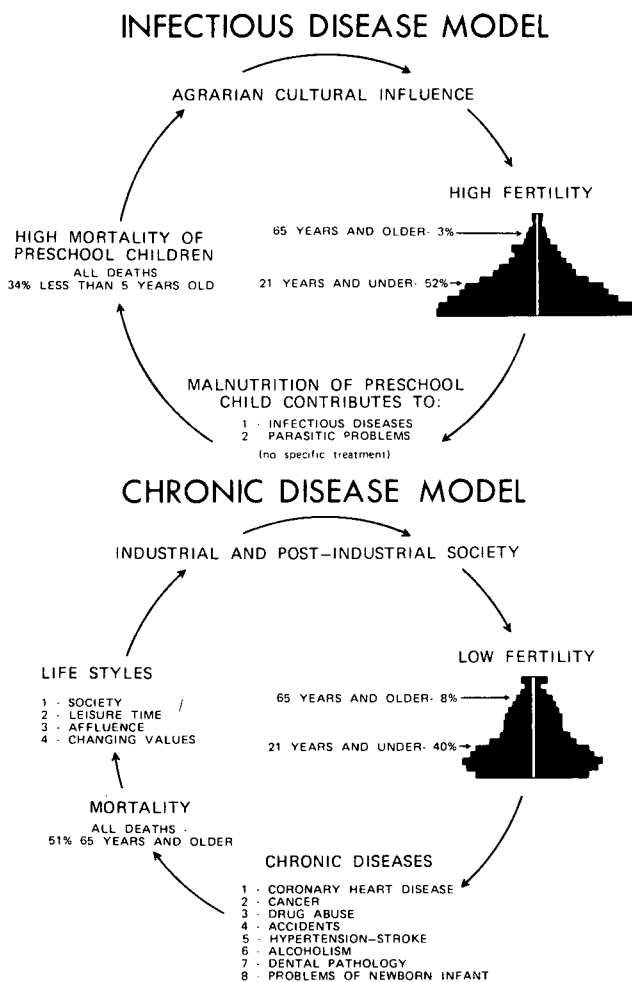 INFECTIOUS DISEASE MODEL
AGRARIAN CULTURAL INFLUENCE
HIGH FERTILITY
65 YEARS AND OLDER- 3%
21 YEARS AND UNDER- 52%
HIGH MORTALITY OF
PRESCHOOL CHILDREN
ALL DEATHS
34% LESS THAN 5 YEARS OLD
MALNUTRITION OF PRESCHOOL
CHILD CONTRIBUTES TO:
1 - INFECTIOUS DISEASES
2 PARASITIC PROBLEMS
(no specific treatment)
CHRONIC DISEASE MODEL
INDUSTRIAL AND POST-INDUSTRIAL SOCIETY
LOW FERTILITY
65 YEARS AND OLDER- 8%
21 YEARS AND UNDER- 40%
LIFE STYLES
1 - SOCIETY
2 - LEISURE TIME
3 - AFFLUENCE
4 - CHANGING VALUES
MORTALITY
ALL DEATHS -
51% 65 YEARS AND OLDER
CHRONIC DISEASES
1 - CORONARY HEART DISEASE
2 - CANCER
3 - DRUG ABUSE
4 - ACCIDENTS
5 - HYPERTENSION-STROKE
6 - ALCOHOLISM
7 - DENTAL PATHOLOGY
8 - PROBLEMS OF NEWBORN INFANT